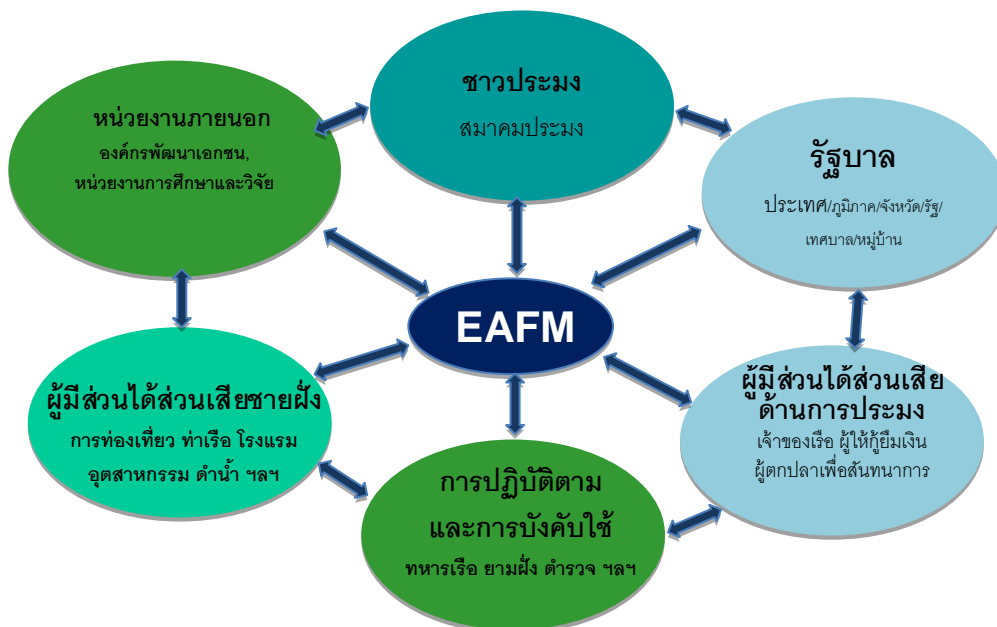 ชาวประมง
สมาคมประมง
หน่วยงานภายนอก
องค์กรพัฒนาเอกชน,
หน่วยงานการศึกษาและวิจัย
รัฐบาล
ประเทศ/ภูมิภาค/จังหวัด/รัฐ/
เทศบาล/หมู่บ้าน
EAFM
ผู้มีส่วนได้ส่วนเสียชายฝั่ง
การท่องเที่ยว ท่าเรือ โรงแรม
อุตสาหกรรม ดำน้ำ ฯลฯ
ผู้มีส่วนได้ส่วนเสีย
ด้านการประมง
เจ้าของเรือ ผู้ให้กู้ยืมเงิน
ผู้ตกปลาเพื่อสันทนาการ
การปฏิบัติตาม
และการบังคับใช้
ทหารเรือ ยามฝั่ง ตำรวจ ฯลฯ